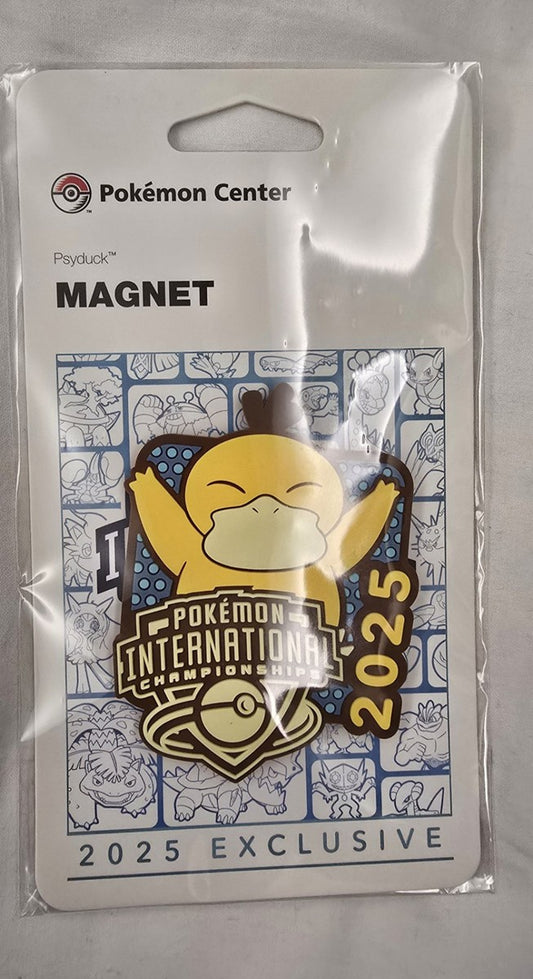 Pokémon Center
Psyduck™
MAGNET
POKÉMON
INTERNATIONAL
CHAMPIONSHIPS
2025
2025 EXCLUSIVE